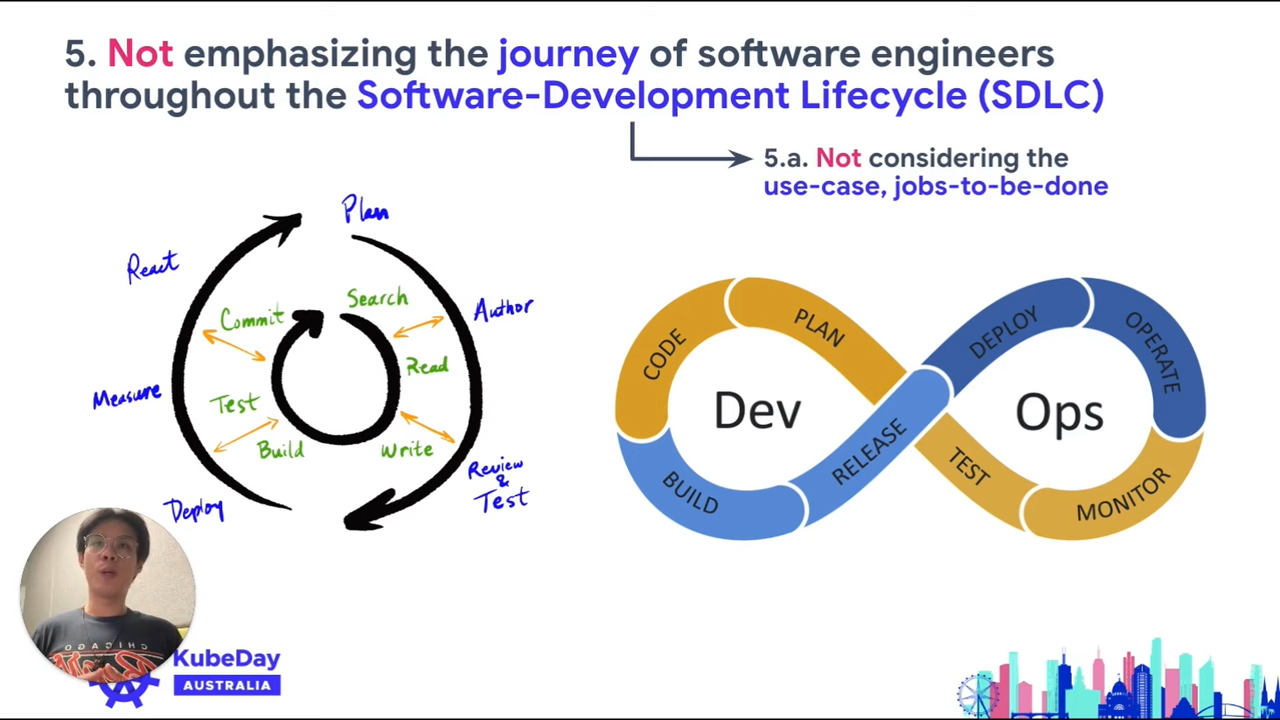 5. Not emphasizing the journey of software engineers
throughout the Software-Development Lifecycle (SDLC)
5.a. Not considering the
use-case, jobs-to-be-done
Plan
React
Search
Commit
Author
Read
Measure
Test
Build
Write
Review
&
Test
Deploy
CODE
PLAN
DEPLOY
OPERATE
Dev
Ops
BUILD
RELEASE
TEST
MONITOR
CHICAGO
KubeDay
AUSTRALIA